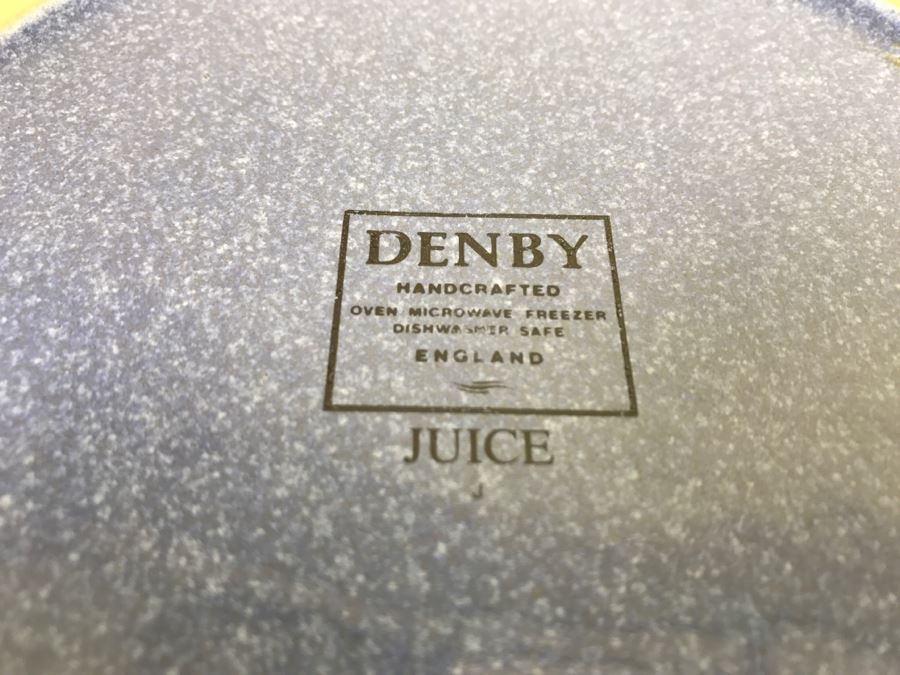 DENBY
HANDCRAFTED
OVEN MICROWAVE FREEZER
DISHWASHER SAFE
ENGLAND
JUICE
J